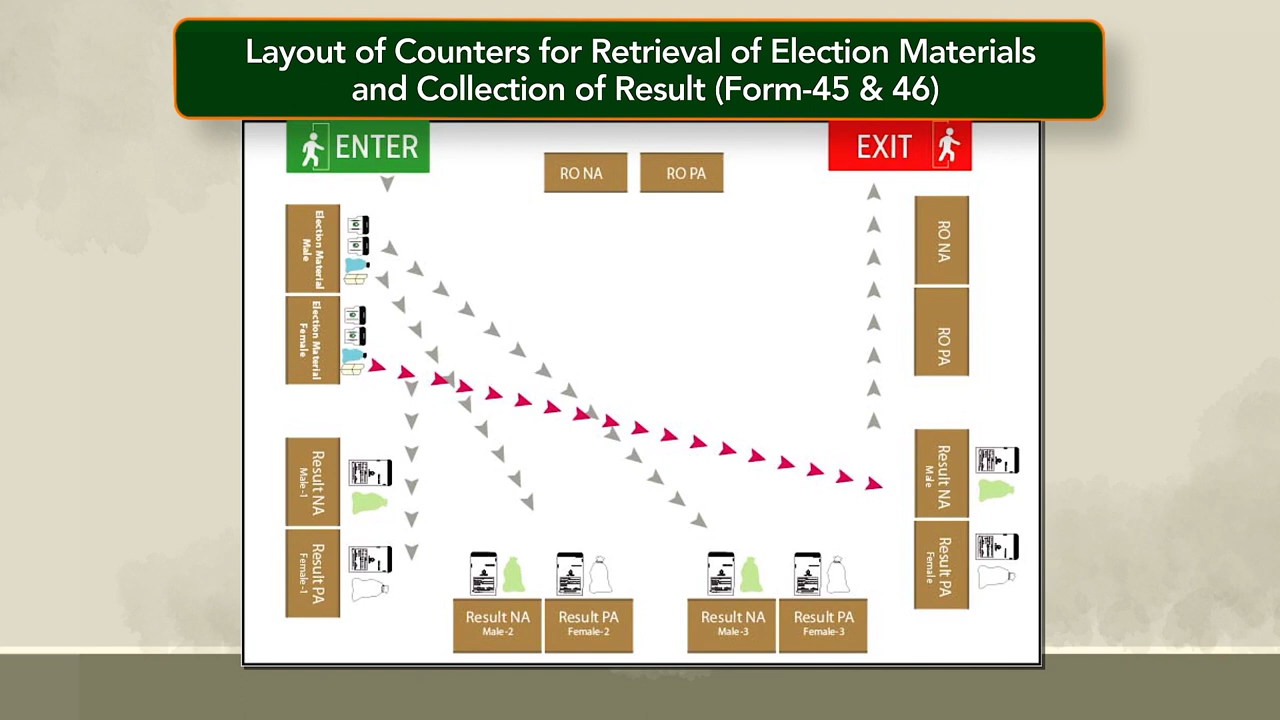 Layout of Counters for Retrieval of Election Materials
and Collection of Result (Form-45 & 46)
ENTER
EXIT
RO NA
RO PA
Election Material
Male
Election Material
Female
RO NA
RO PA
Result NA
Male-1
Result PA
Female-1
Result NA
Male
Result PA
Female
Result NA
Male-2
Result PA
Female-2
Result NA
Male-3
Result PA
Female-3